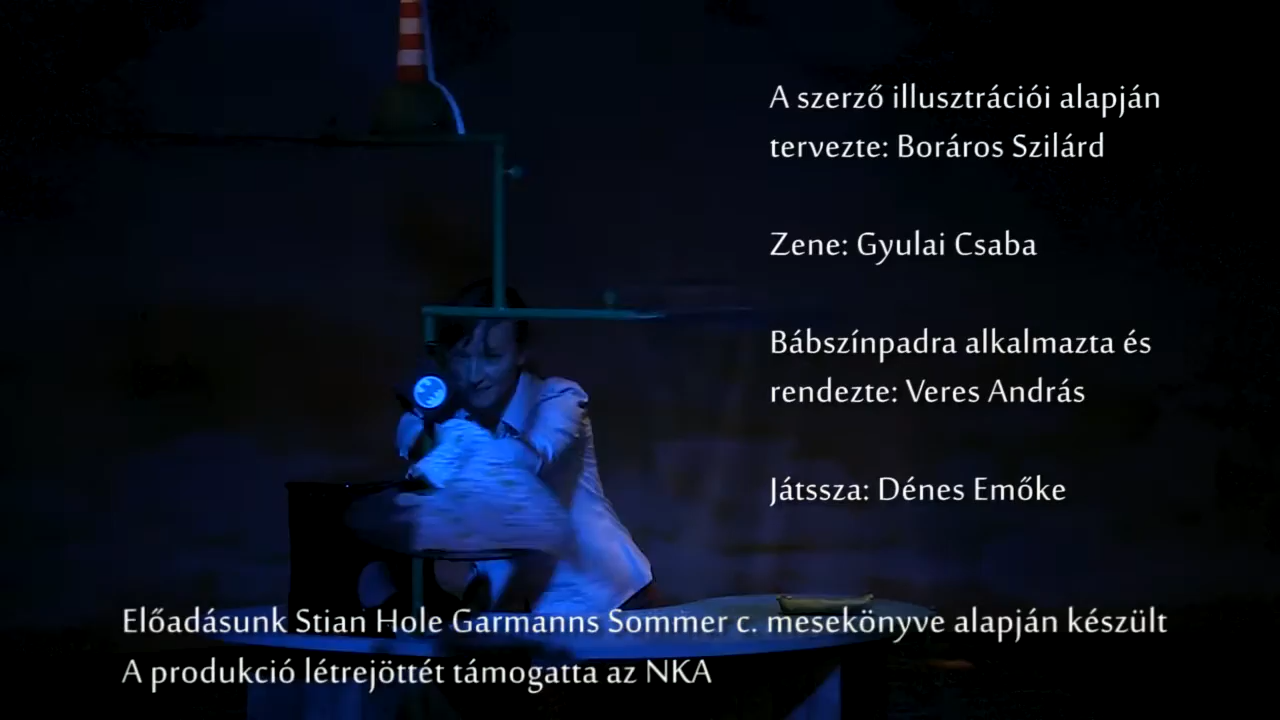 A szerző illusztrációi alapján
tervezte: Boráros Szilárd
Zene: Gyulai Csaba
Bábszínpadra alkalmazta és
rendezte: Veres András
Játssza: Dénes Emőke
Előadásunk Stian Hole Garmanns Sommer c. mesekönyve alapján készült
A produkció létrejöttét támogatta az NKA